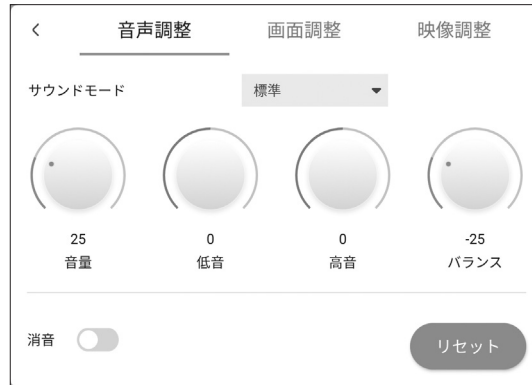 音声調整 画面調整 映像調整
サウンドモード 標準
25 0 0 -25
音量 低音 高音 バランス
消音 リセット